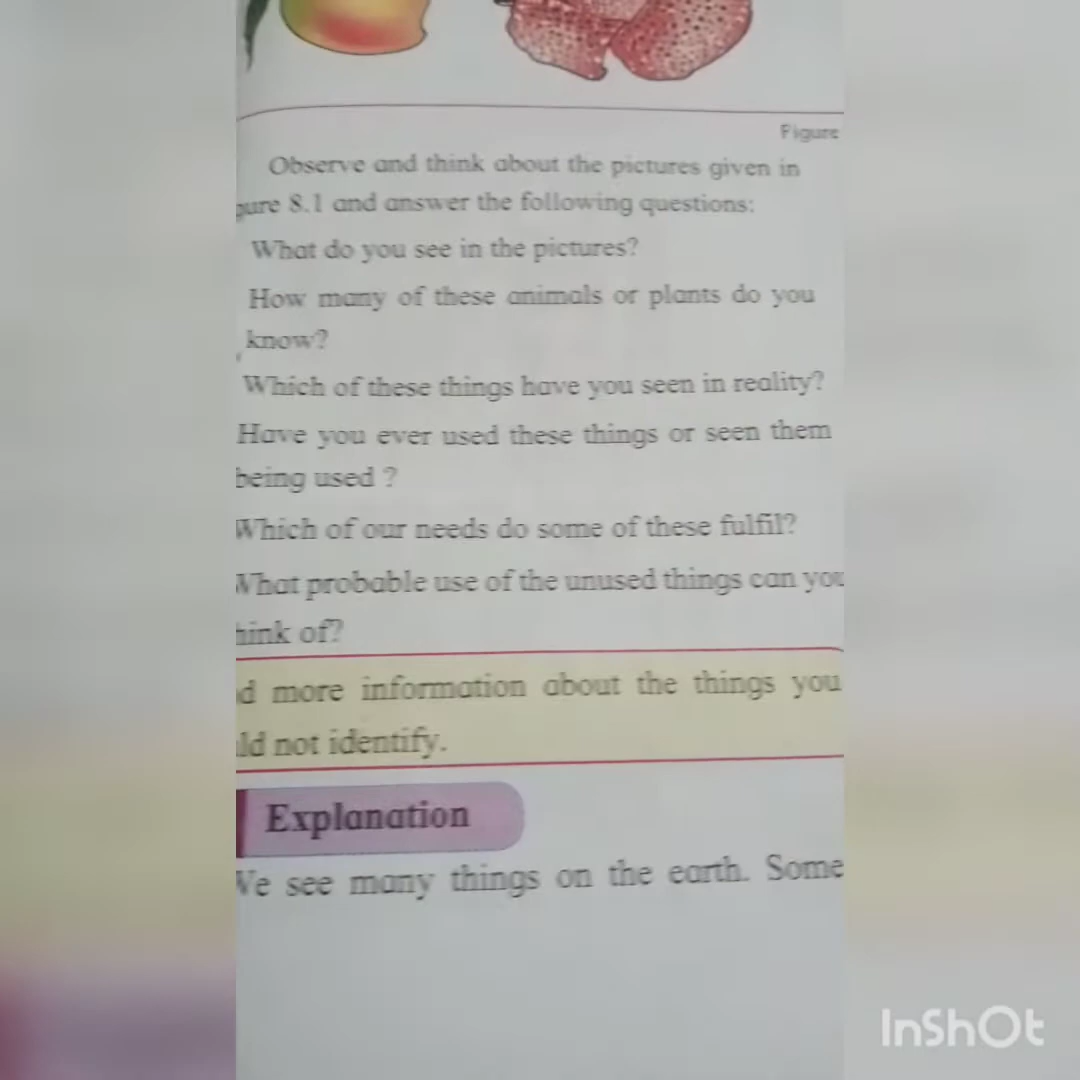 Figure
Observe and think about the pictures given in
gure 8.1 and answer the following questions:
What do you see in the pictures?
How many of these animals or plants do you
know?
Which of these things have you seen in reality?
Have you ever used these things or seen them
being used ?
Which of our needs do some of these fulfil?
What probable use of the unused things can you
hink of?
d more information about the things you
ld not identify.
Explanation
We see many things on the earth. Some
InShOt